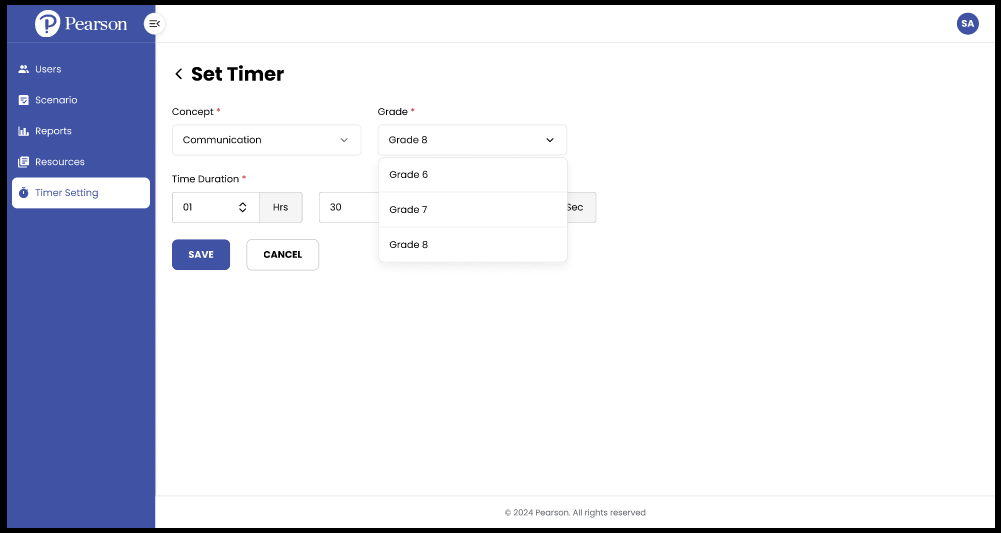 Pearson
SA
Users
Scenario
Reports
Resources
Timer Setting
Set Timer
Concept * Grade *
Communication Grade 8
Grade 6
Grade 7
Grade 8
Time Duration *
01 Hrs 30 Sec
SAVE CANCEL
© 2024 Pearson. All rights reserved